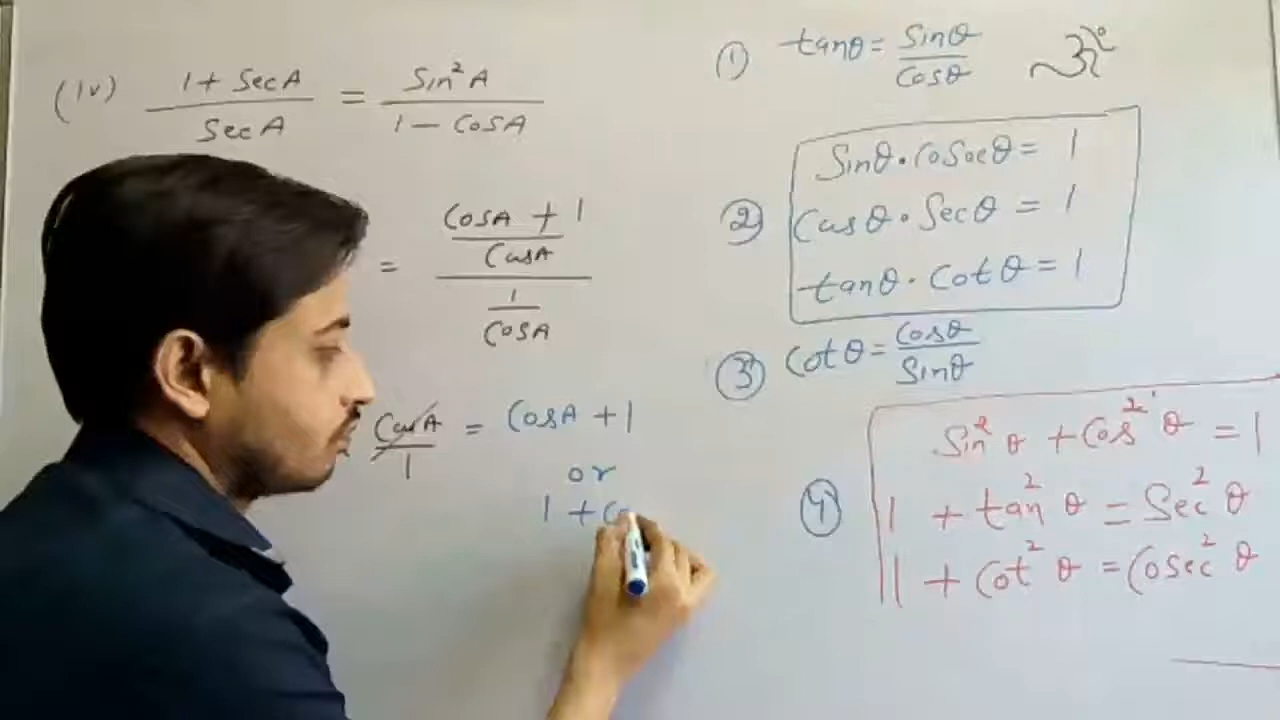 (iv) (1 + SecA)/(SecA) = (Sin²A)/(1 - CosA)
= ((CosA + 1)/(CosA))/(1/(CosA))
(CosA)/1 = CosA + 1
or
1 + Co
① tanθ = Sinθ/Cosθ
② Sinθ.Cosecθ = 1
Cosθ.Secθ = 1
tanθ.Cotθ = 1
③ Cotθ = Cosθ/Sinθ
④ Sin²θ + Cos²θ = 1
1 + tan²θ = Sec²θ
1 + Cot²θ = Cosec²θ